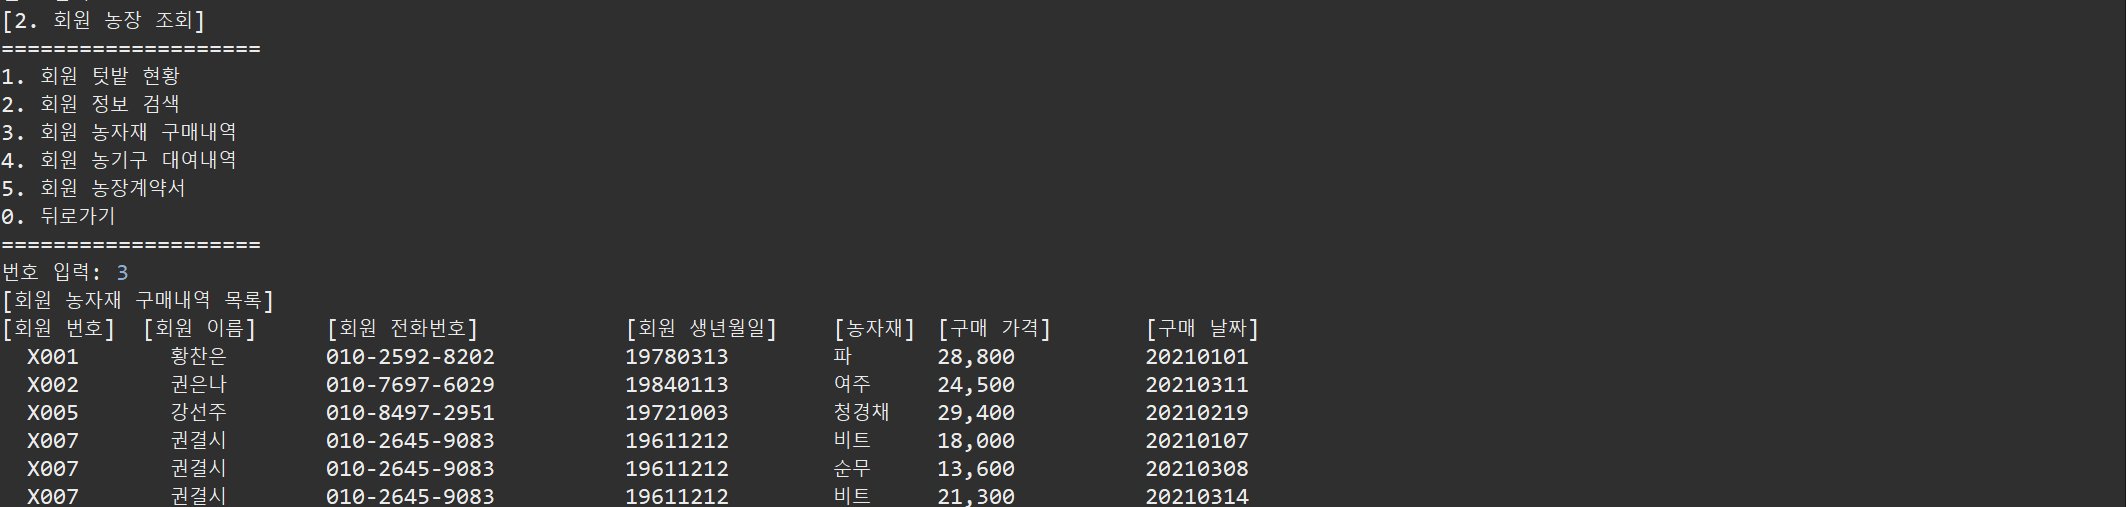 [2. 회원 농장 조회]
====================
1. 회원 텃밭 현황
2. 회원 정보 검색
3. 회원 농자재 구매내역
4. 회원 농기구 대여내역
5. 회원 농장계약서
0. 뒤로가기
====================
번호 입력: 3
[회원 농자재 구매내역 목록]
[회원 번호] [회원 이름] [회원 전화번호] [회원 생년월일] [농자재] [구매 가격] [구매 날짜]
X001 황찬은 010-2592-8202 19780313 파 28,800 20210101
X002 권은나 010-7697-6029 19840113 여주 24,500 20210311
X005 강선주 010-8497-2951 19721003 청경채 29,400 20210219
X007 권결시 010-2645-9083 19611212 비트 18,000 20210107
X007 권결시 010-2645-9083 19611212 순무 13,600 20210308
X007 권결시 010-2645-9083 19611212 비트 21,300 20210314